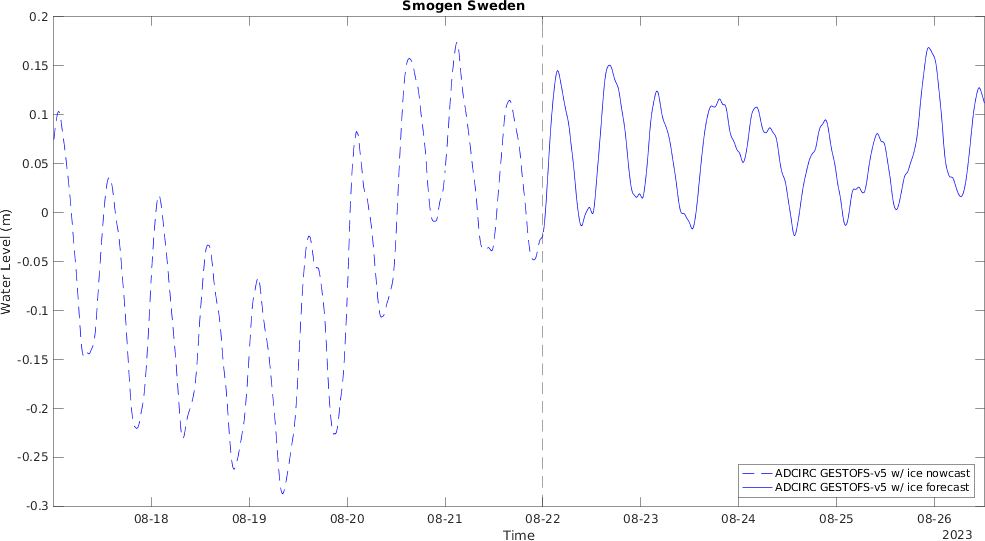 Smogen Sweden
0.2
0.15
0.1
0.05
0
-0.05
-0.1
-0.15
-0.2
-0.25
-0.3
Water Level (m)
ADCIRC GESTOFS-v5 w/ ice nowcast
ADCIRC GESTOFS-v5 w/ ice forecast
08-18 08-19 08-20 08-21 08-22 08-23 08-24 08-25 08-26
Time
2023